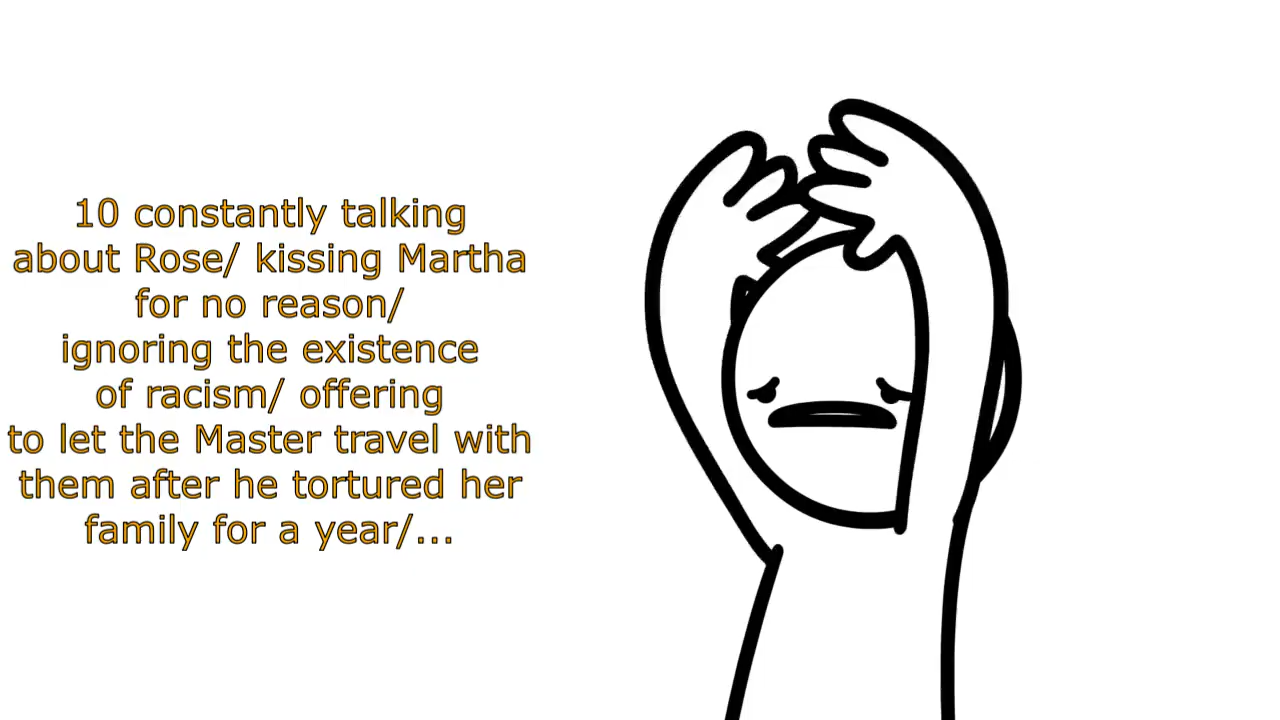 10 constantly talking
about Rose/ kissing Martha
for no reason/
ignoring the existence
of racism/ offering
to let the Master travel with
them after he tortured her
family for a year/...